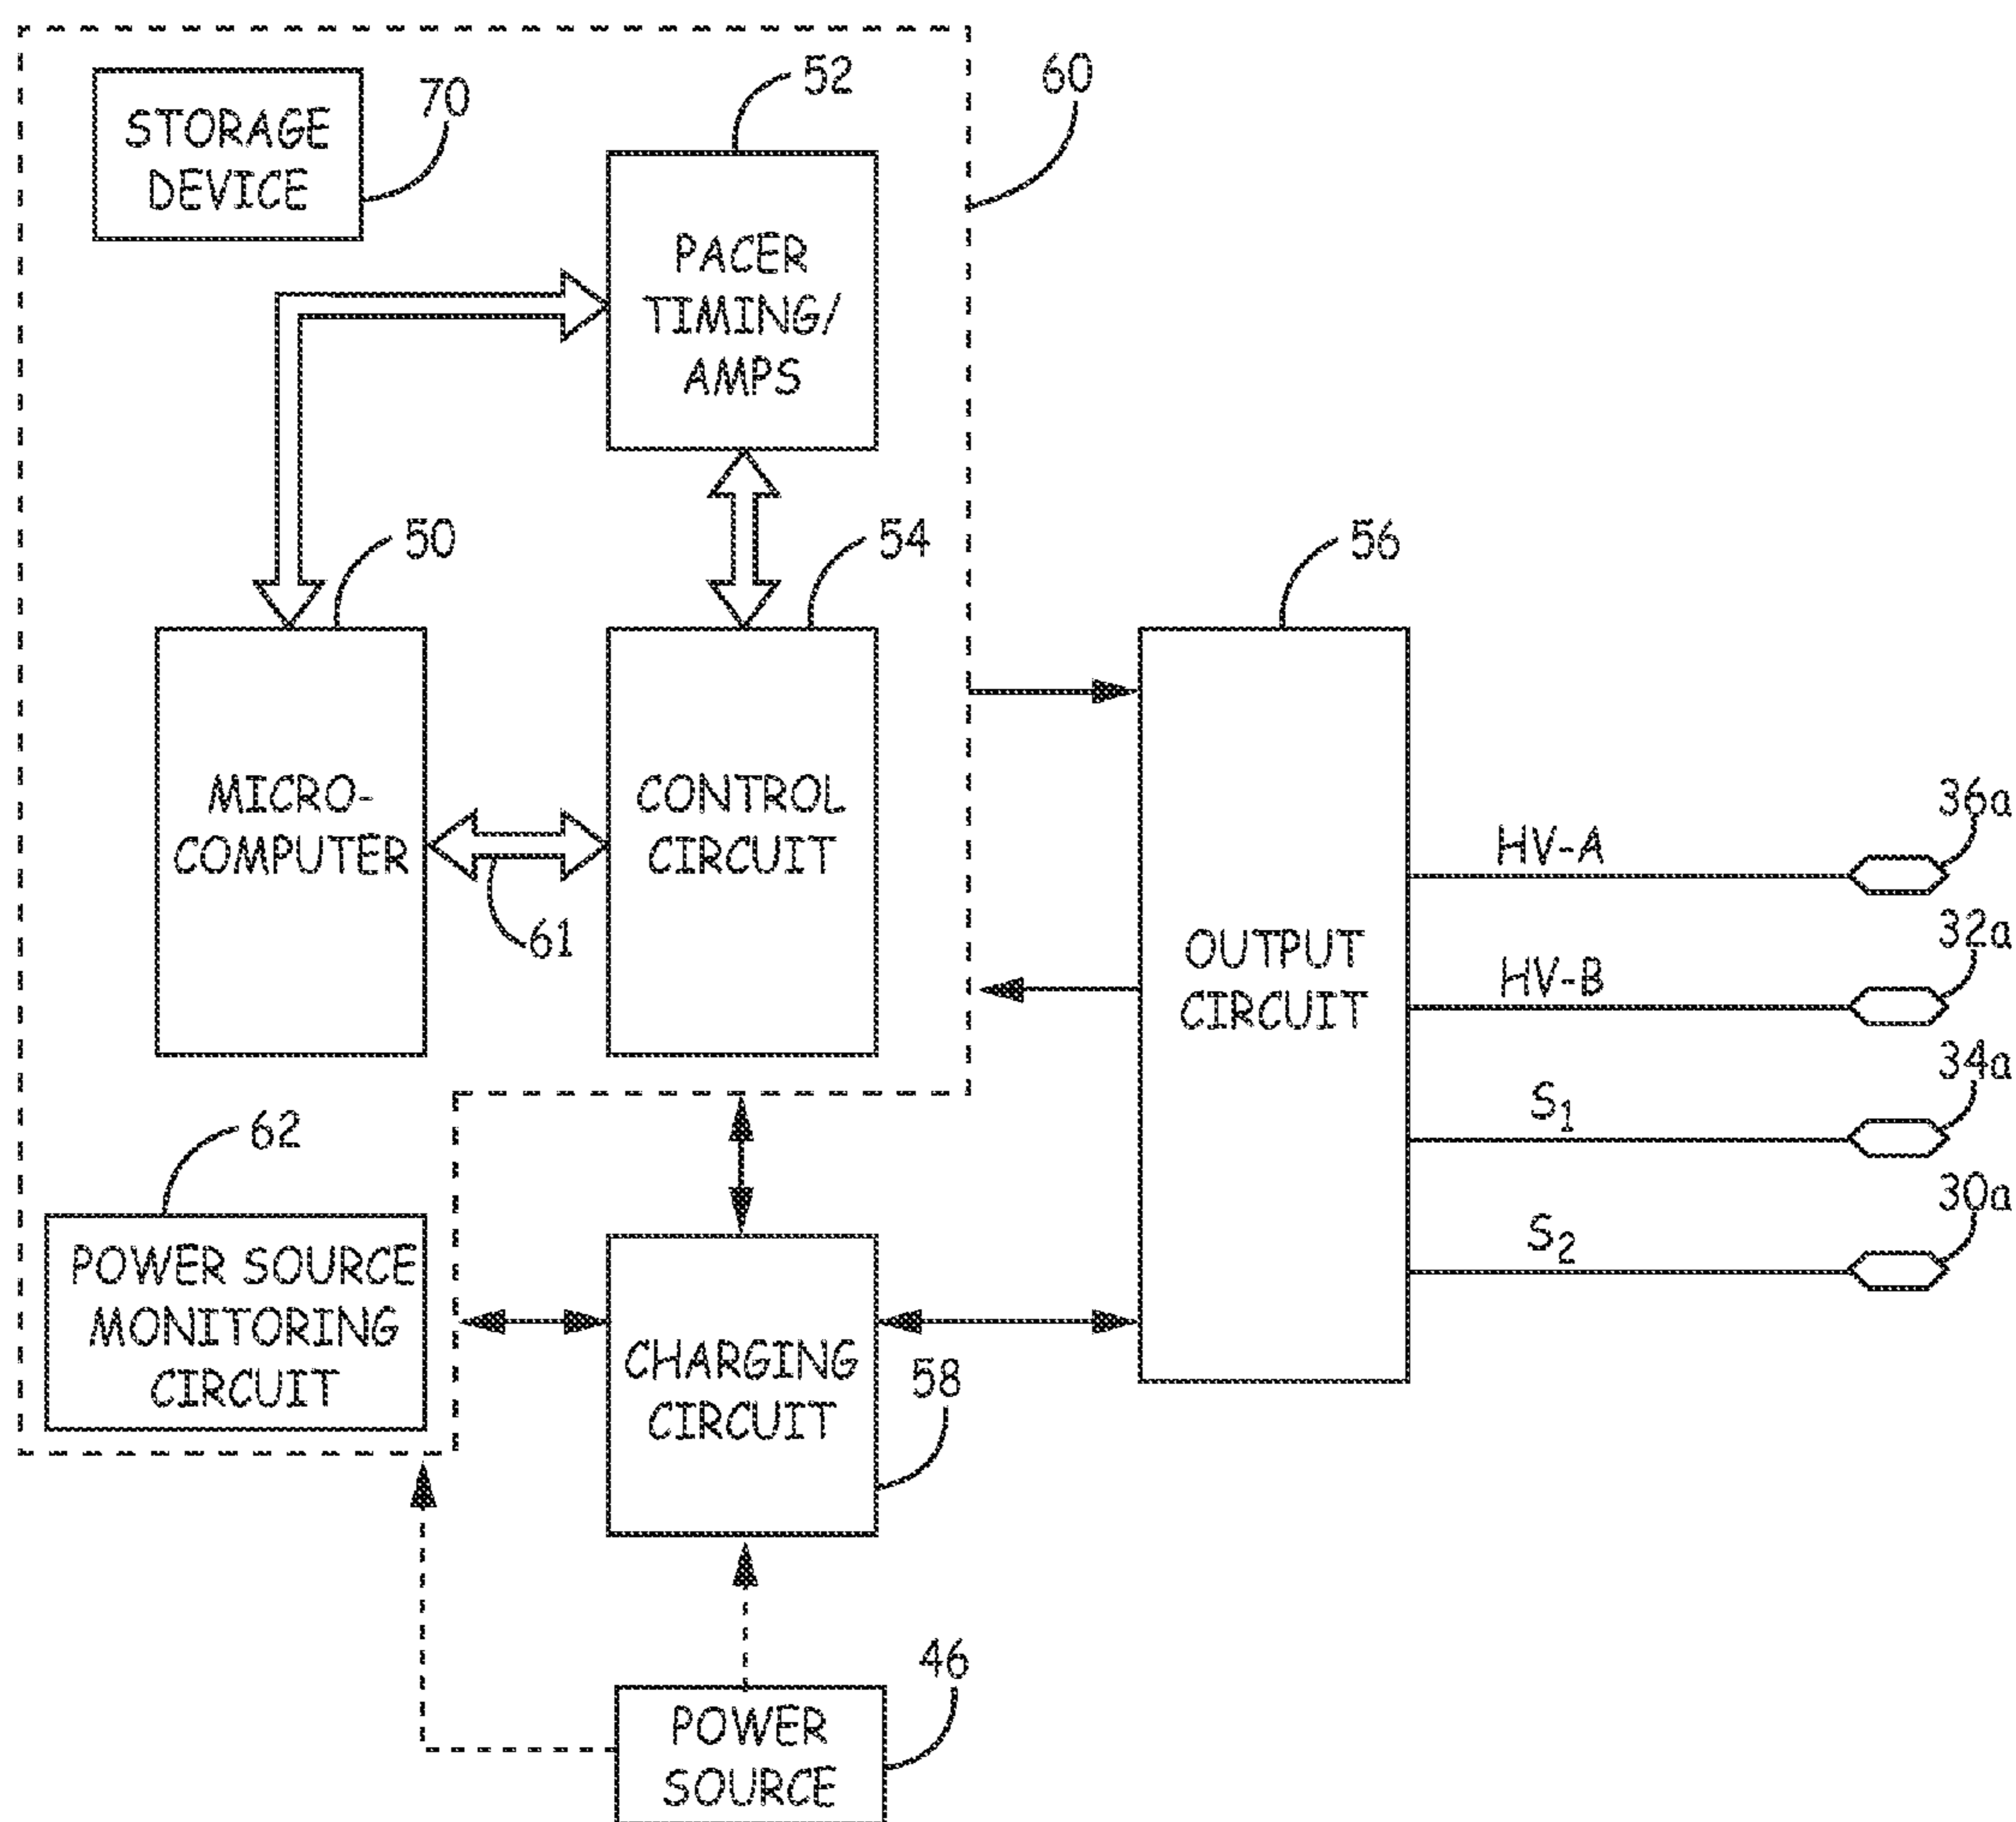 STORAGE
DEVICE
70
52
60
PACER
TIMING/
AMPS
50
54
56
MICRO-
COMPUTER
61
CONTROL
CIRCUIT
OUTPUT
CIRCUIT
HV-A
36a
HV-B
32a
S1
34a
S2
30a
62
POWER SOURCE
MONITORING
CIRCUIT
CHARGING
CIRCUIT
58
46
POWER
SOURCE